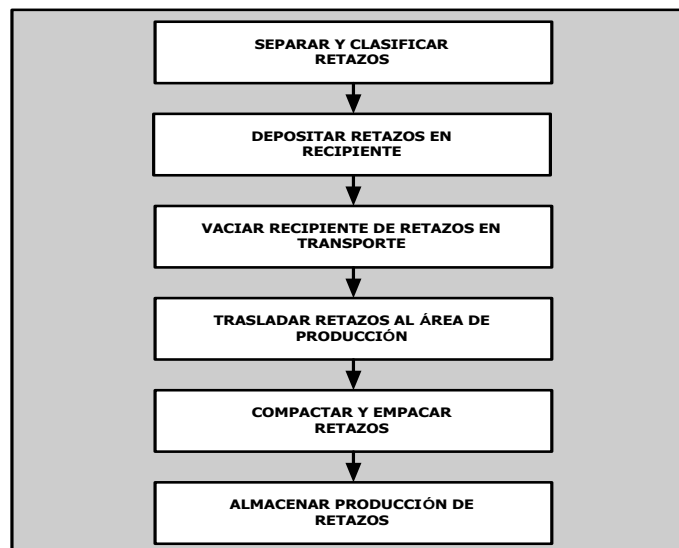 SEPARAR Y CLASIFICAR
RETAZOS
DEPOSITAR RETAZOS EN
RECIPIENTE
VACIAR RECIPIENTE DE RETAZOS EN
TRANSPORTE
TRASLADAR RETAZOS AL ÁREA DE
PRODUCCIÓN
COMPACTAR Y EMPACAR
RETAZOS
ALMACENAR PRODUCCIÓN DE
RETAZOS